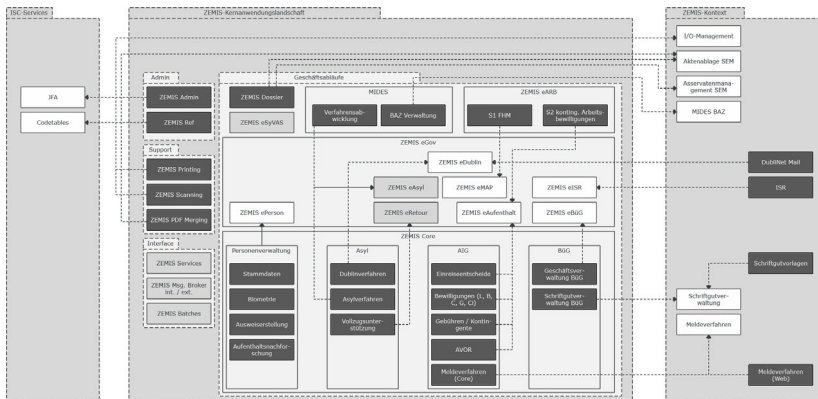 ISC-Services
ZEMIS-Kernanwendungslandschaft
ZEMIS-Kontext
I/O-Management
Aktenablage SEM
Asservatenmana-
gement SEM
MIDES BAZ
JFA
Codetables
Admin
ZEMIS Admin
ZEMIS Ref
Support
ZEMIS Printing
ZEMIS Scanning
ZEMIS PDF Merging
Interface
ZEMIS Services
ZEMIS Msg. Broker
int. / ext.
ZEMIS Batches
Geschäftsabläufe
ZEMIS Dossier
ZEMIS eSyVAS
MIDES
Verfahrensab-
wicklung
BAZ Verwaltung
ZEMIS eARB
S1 FHM
S2 konting. Arbeits-
bewilligungen
ZEMIS eGov
ZEMIS eDublin
ZEMIS eAsyl
ZEMIS eMAP
ZEMIS eISR
ZEMIS ePerson
ZEMIS eRetour
ZEMIS eAufenthalt
ZEMIS eBüG
ZEMIS Core
Personenverwaltung
Stammdaten
Biometrie
Ausweiserstellung
Aufenthaltsnachfor-
schung
Asyl
Dublinverfahren
Asylverfahren
Vollzugsunter-
stützung
AIG
Einreiseentscheide
Bewilligungen (L, B,
C, G, Ci)
Gebühren / Kontin-
gente
AVOR
Meldeverfahren
(Core)
BüG
Geschäftsver-
waltung BüG
Schriftgutver-
waltung BüG
DubliNet Mail
ISR
Schriftgutvorlagen
Schriftgutver-
waltung
Meldeverfahren
Meldeverfahren
(Web)